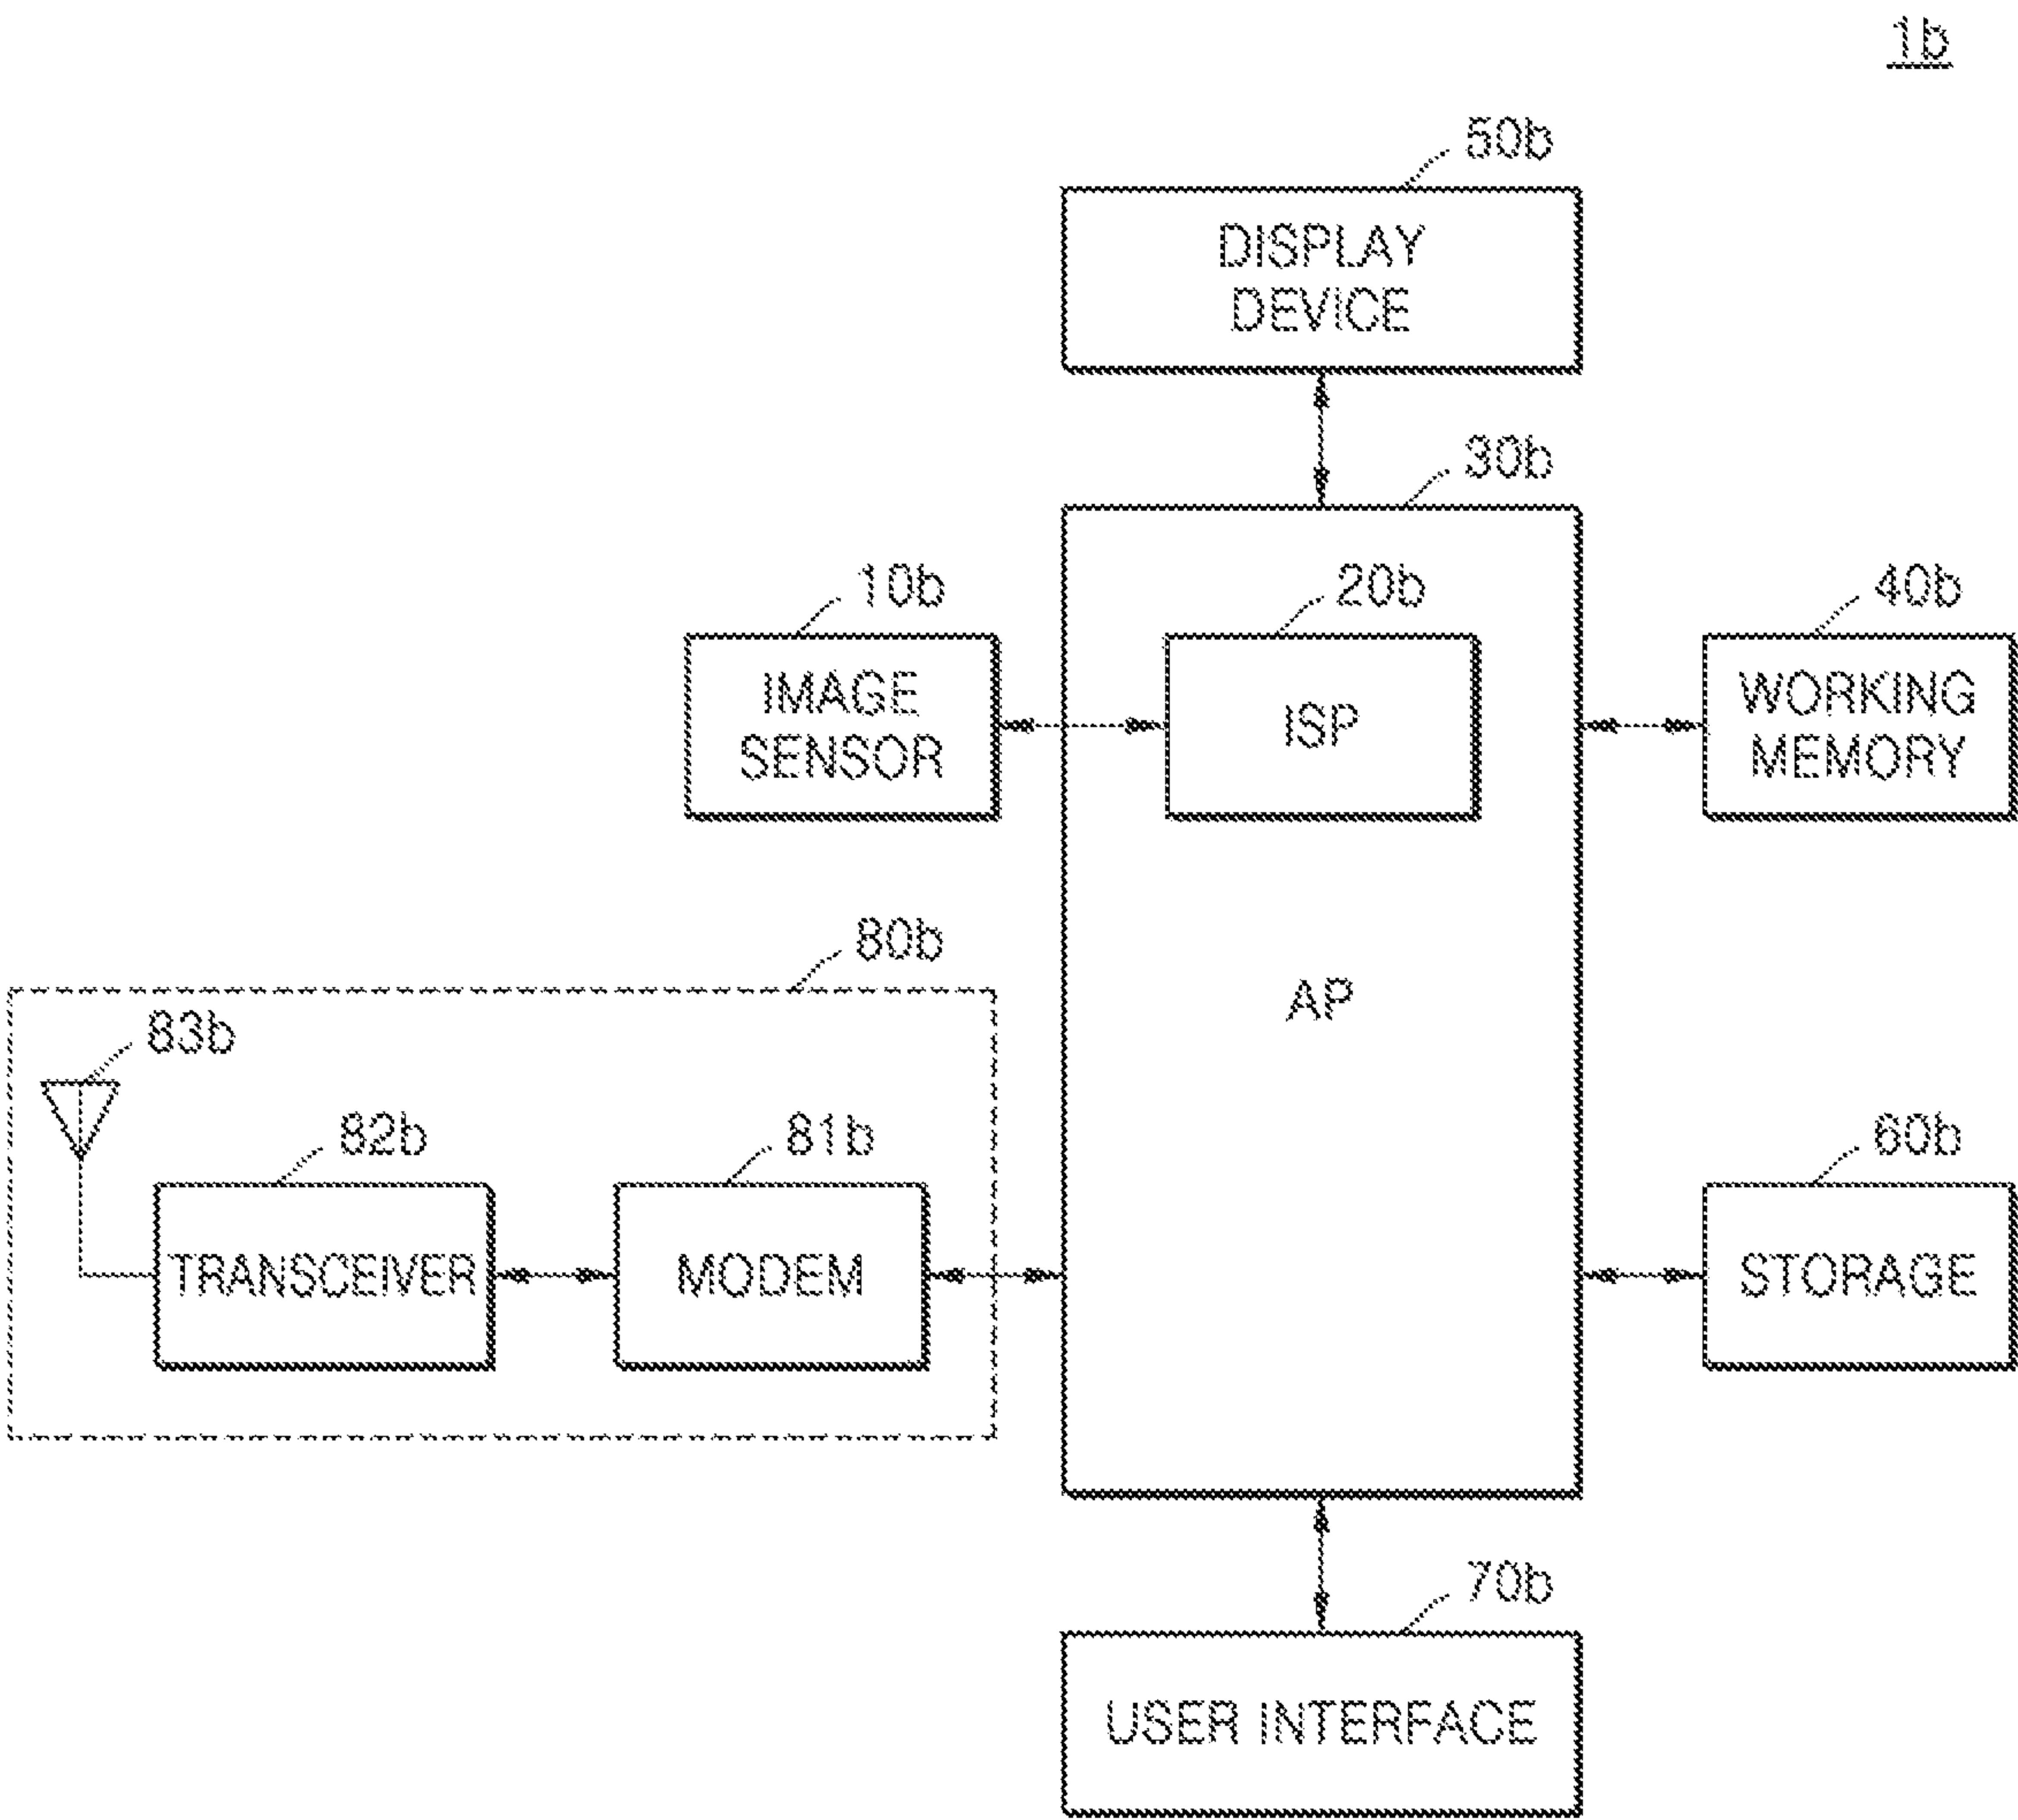 1b
50b
DISPLAY
DEVICE
30b
10b
20b
40b
IMAGE
SENSOR
ISP
WORKING
MEMORY
80b
AP
83b
82b
81b
60b
TRANSCEIVER
MODEM
STORAGE
70b
USER INTERFACE